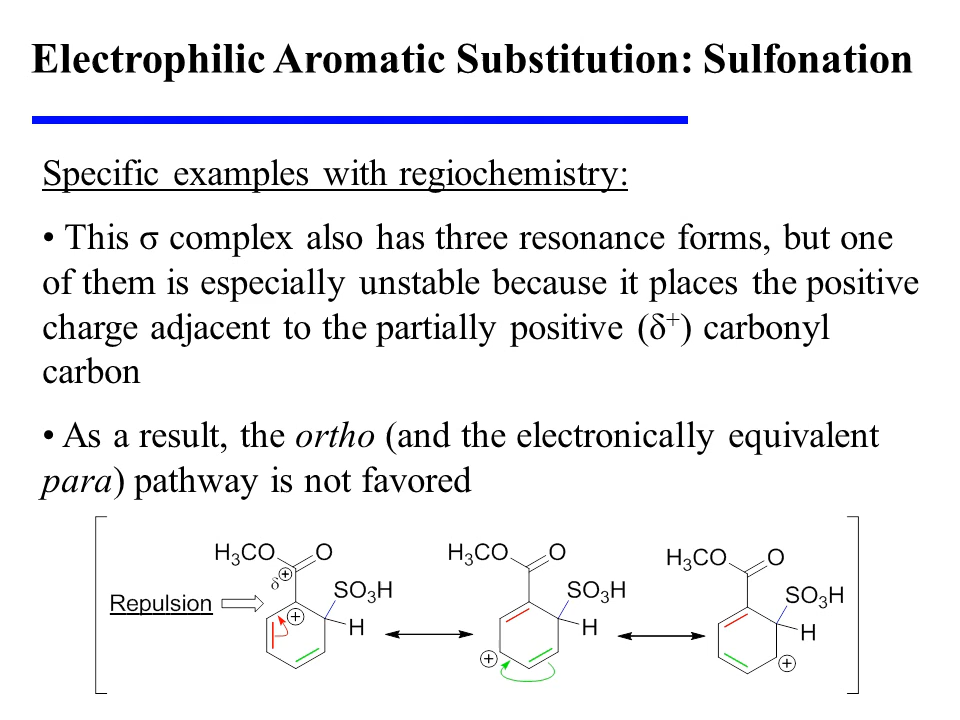 Electrophilic Aromatic Substitution: Sulfonation
Specific examples with regiochemistry:
• This σ complex also has three resonance forms, but one
of them is especially unstable because it places the positive
charge adjacent to the partially positive (δ⁺) carbonyl
carbon
• As a result, the ortho (and the electronically equivalent
para) pathway is not favored
H₃CO O H₃CO O H₃CO O
δ +
Repulsion
SO₃H SO₃H SO₃H
+ H H H
+ +